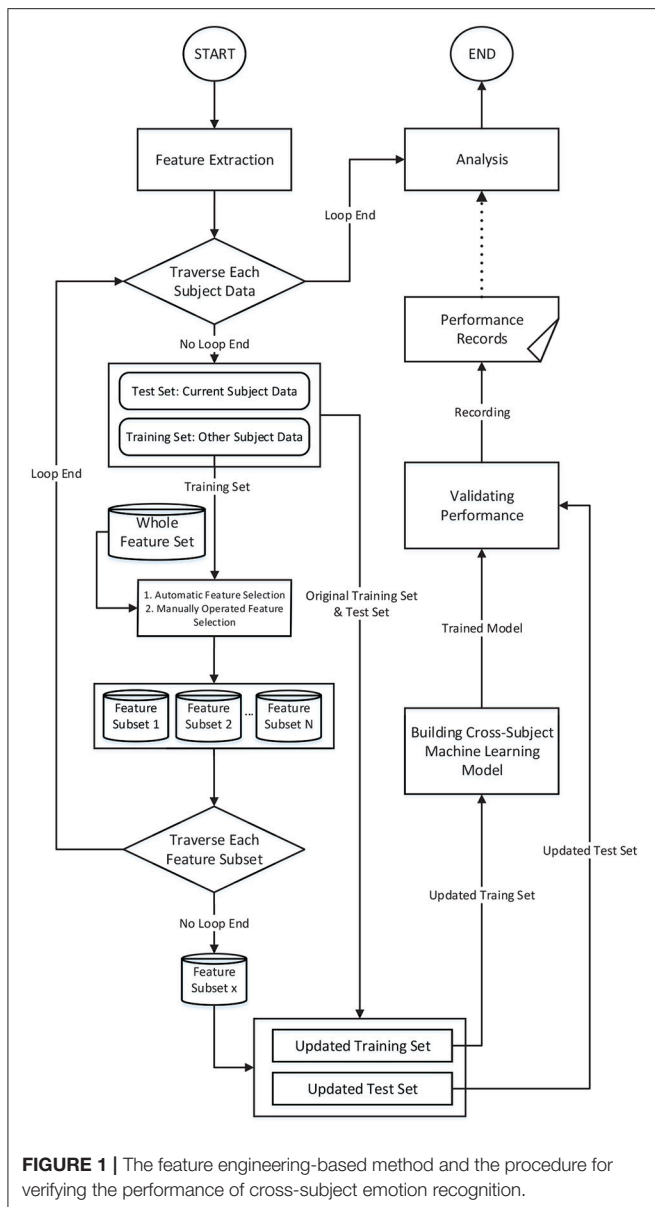 START
Feature Extraction
Traverse Each
Subject Data
Loop End
No Loop End
Test Set: Current Subject Data
Training Set: Other Subject Data
Loop End
Training Set
Whole
Feature Set
1. Automatic Feature Selection
2. Manually Operated Feature
Selection
Original Training Set
& Test Set
Feature
Subset 1
Feature
Subset 2
...
Feature
Subset N
Traverse Each
Feature Subset
No Loop End
Feature
Subset x
Updated Training Set
Updated Test Set
Updated Traing Set
Updated Test Set
Building Cross-Subject
Machine Learning
Model
Trained Model
Validating
Performance
Recording
Performance
Records
Analysis
END
FIGURE 1 | The feature engineering-based method and the procedure for
verifying the performance of cross-subject emotion recognition.